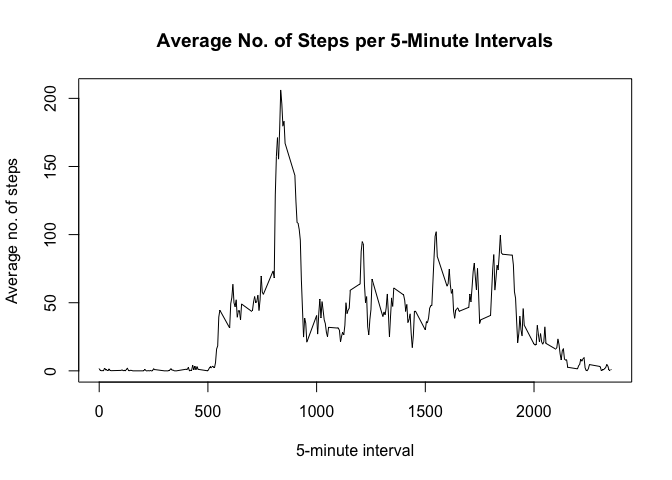 Average No. of Steps per 5-Minute Intervals
Average no. of steps
200
150
100
50
0
0 500 1000 1500 2000
5-minute interval